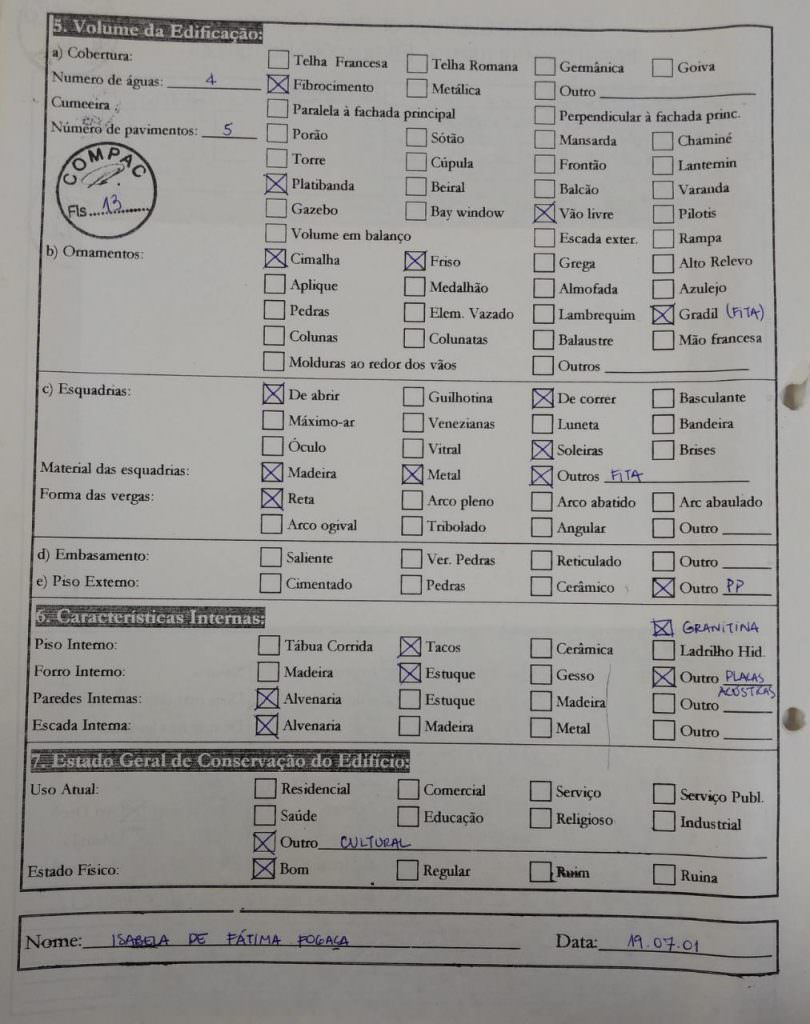 5. Volume da Edificação:
a) Cobertura: ☐ Telha Francesa ☐ Telha Romana ☐ Germânica ☐ Goiva
Numero de águas: 4 ☒ Fibrocimento ☐ Metálica ☐ Outro
Cumeeira ☐ Paralela à fachada principal ☐ Perpendicular à fachada princ.
Número de pavimentos: 5 ☐ Porão ☐ Sótão ☐ Mansarda ☐ Chaminé
☐ Torre ☐ Cúpula ☐ Frontão ☐ Lanternin
☒ Platibanda ☐ Beiral ☐ Balcão ☐ Varanda
☐ Gazebo ☐ Bay window ☒ Vão livre ☐ Pilotis
☐ Volume em balanço ☐ Escada exter. ☐ Rampa
COMPAC
Fls. 13
b) Ornamentos: ☒ Cimalha ☒ Friso ☐ Grega ☐ Alto Relevo
☐ Aplique ☐ Medalhão ☐ Almofada ☐ Azulejo
☐ Pedras ☐ Elem. Vazado ☐ Lambrequim ☒ Gradil (FITA)
☐ Colunas ☐ Colunatas ☐ Balaustre ☐ Mão francesa
☐ Molduras ao redor dos vãos ☐ Outros
c) Esquadrias: ☒ De abrir ☐ Guilhotina ☒ De correr ☐ Basculante
☐ Máximo-ar ☐ Venezianas ☐ Luneta ☐ Bandeira
☐ Óculo ☐ Vitral ☒ Soleiras ☐ Brises
Material das esquadrias: ☒ Madeira ☒ Metal ☒ Outros FITA
Forma das vergas: ☒ Reta ☐ Arco pleno ☐ Arco abatido ☐ Arc abaulado
☐ Arco ogival ☐ Tribolado ☐ Angular ☐ Outro
d) Embasamento: ☐ Saliente ☐ Ver. Pedras ☐ Reticulado ☐ Outro
e) Piso Externo: ☐ Cimentado ☐ Pedras ☐ Cerâmico ☒ Outro PP
6. Características Internas:
☒ GRANITINA
Piso Interno: ☐ Tábua Corrida ☒ Tacos ☐ Cerâmica ☐ Ladrilho Hid.
Forro Interno: ☐ Madeira ☒ Estuque ☐ Gesso ☒ Outro PLACAS
ACÚSTICAS
Paredes Internas: ☒ Alvenaria ☐ Estuque ☐ Madeira ☐ Outro
Escada Interna: ☒ Alvenaria ☐ Madeira ☐ Metal ☐ Outro
7. Estado Geral de Conservação do Edifício:
Uso Atual: ☐ Residencial ☐ Comercial ☐ Serviço ☐ Serviço Publ.
☐ Saúde ☐ Educação ☐ Religioso ☐ Industrial
☒ Outro CULTURAL
Estado Físico: ☒ Bom ☐ Regular ☐ Ruim ☐ Ruina
Nome: ISABELA DE FÁTIMA FOGAÇA Data: 19.07.01